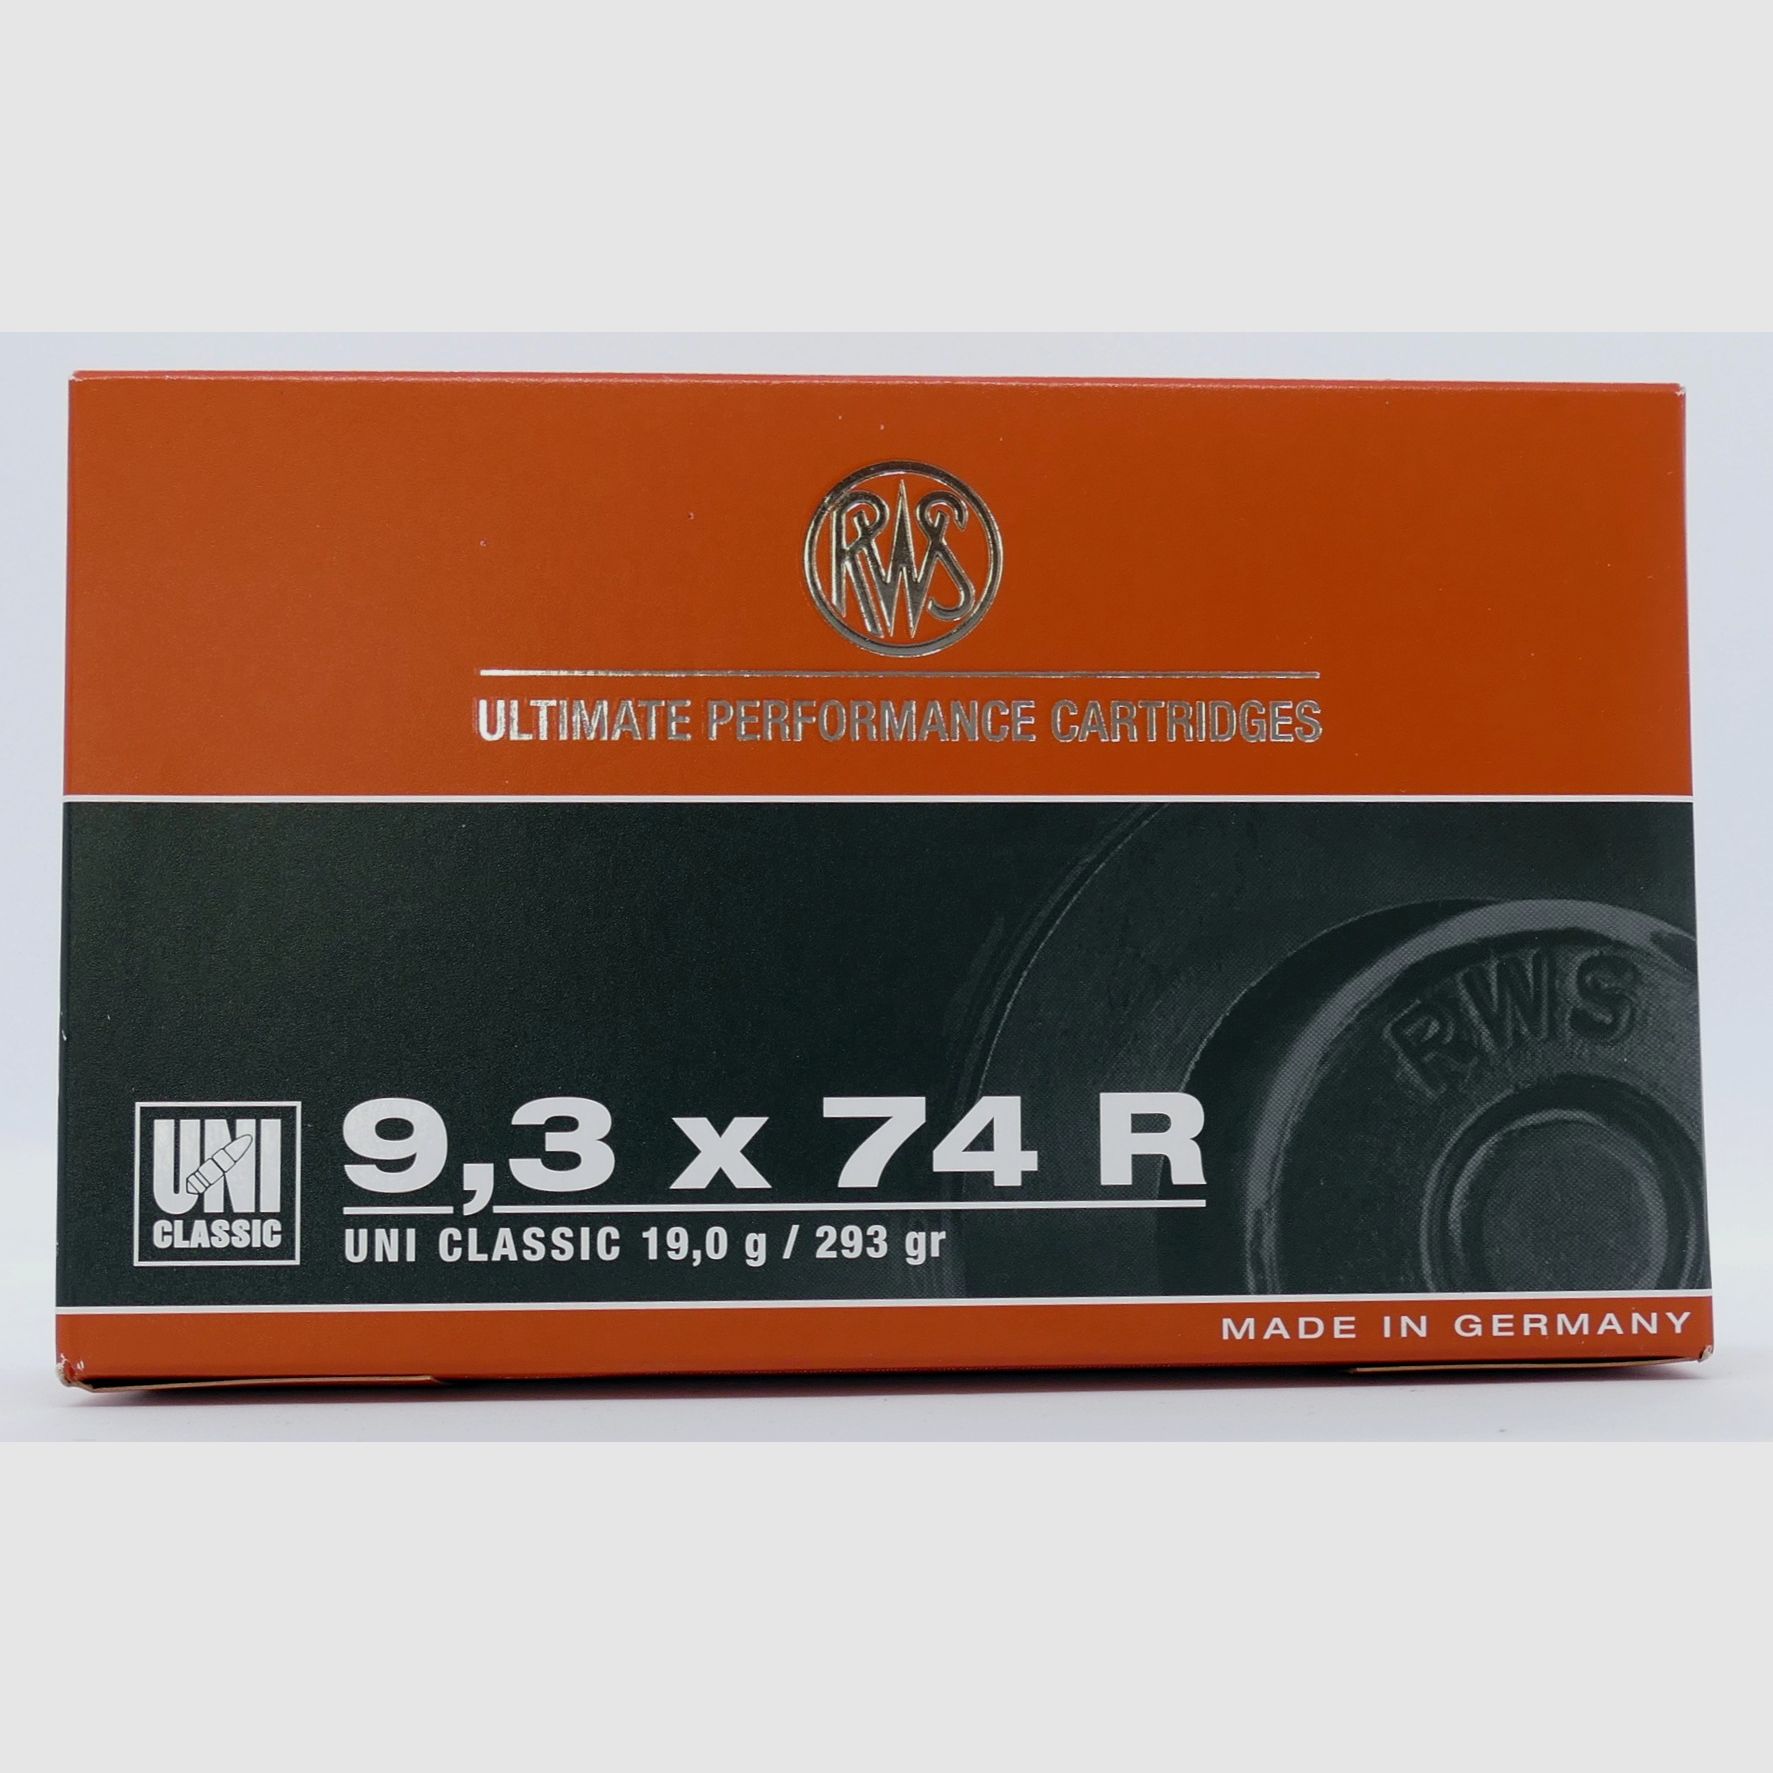 RWS
ULTIMATE PERFORMANCE CARTRIDGES
RWS
UNI
CLASSIC
9,3 x 74 R
UNI CLASSIC 19,0 g / 293 gr
MADE IN GERMANY